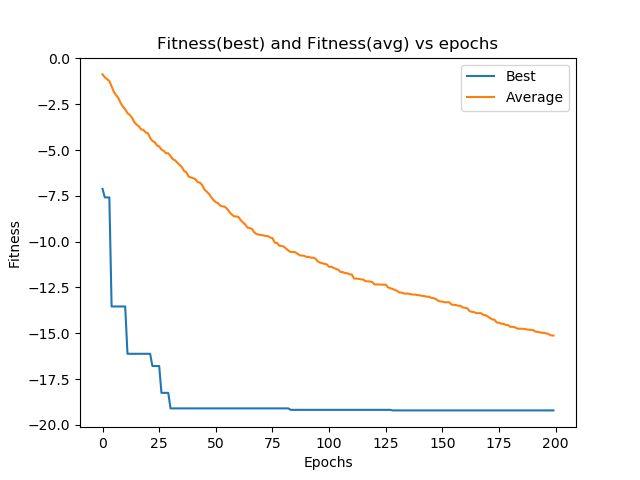 Fitness(best) and Fitness(avg) vs epochs
0.0
−2.5
−5.0
−7.5
−10.0
−12.5
−15.0
−17.5
−20.0
Fitness
Best
Average
0 25 50 75 100 125 150 175 200
Epochs